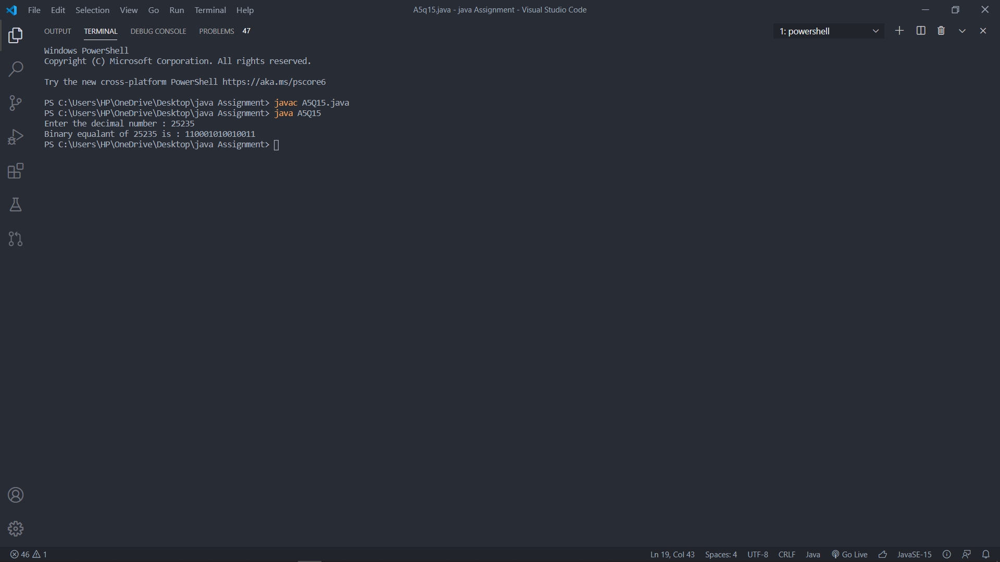 File Edit Selection View Go Run Terminal Help
A5q15.java - java Assignment - Visual Studio Code
OUTPUT TERMINAL DEBUG CONSOLE PROBLEMS 47
1: powershell
Windows PowerShell
Copyright (C) Microsoft Corporation. All rights reserved.
Try the new cross-platform PowerShell https://aka.ms/pscore6
PS C:\Users\HP\OneDrive\Desktop\java Assignment> javac A5Q15.java
PS C:\Users\HP\OneDrive\Desktop\java Assignment> java A5Q15
Enter the decimal number : 25235
Binary equalant of 25235 is : 110001010010011
PS C:\Users\HP\OneDrive\Desktop\java Assignment>
46 1
Ln 19, Col 43 Spaces: 4 UTF-8 CRLF Java Go Live JavaSE-15